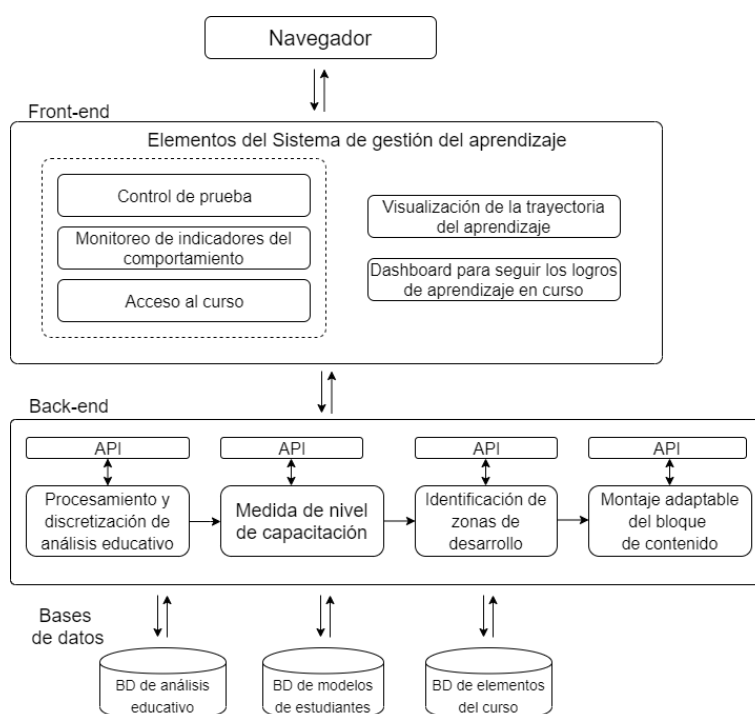 Navegador
Front-end
Elementos del Sistema de gestión del aprendizaje
Control de prueba
Monitoreo de indicadores del
comportamiento
Acceso al curso
Visualización de la trayectoria
del aprendizaje
Dashboard para seguir los logros
de aprendizaje en curso
Back-end
API
API
API
API
Procesamiento y
discretización de
análisis educativo
Medida de nivel
de capacitación
Identificación de
zonas de
desarrollo
Montaje adaptable
del bloque
de contenido
Bases
de datos
BD de análisis
educativo
BD de modelos
de estudiantes
BD de elementos
del curso